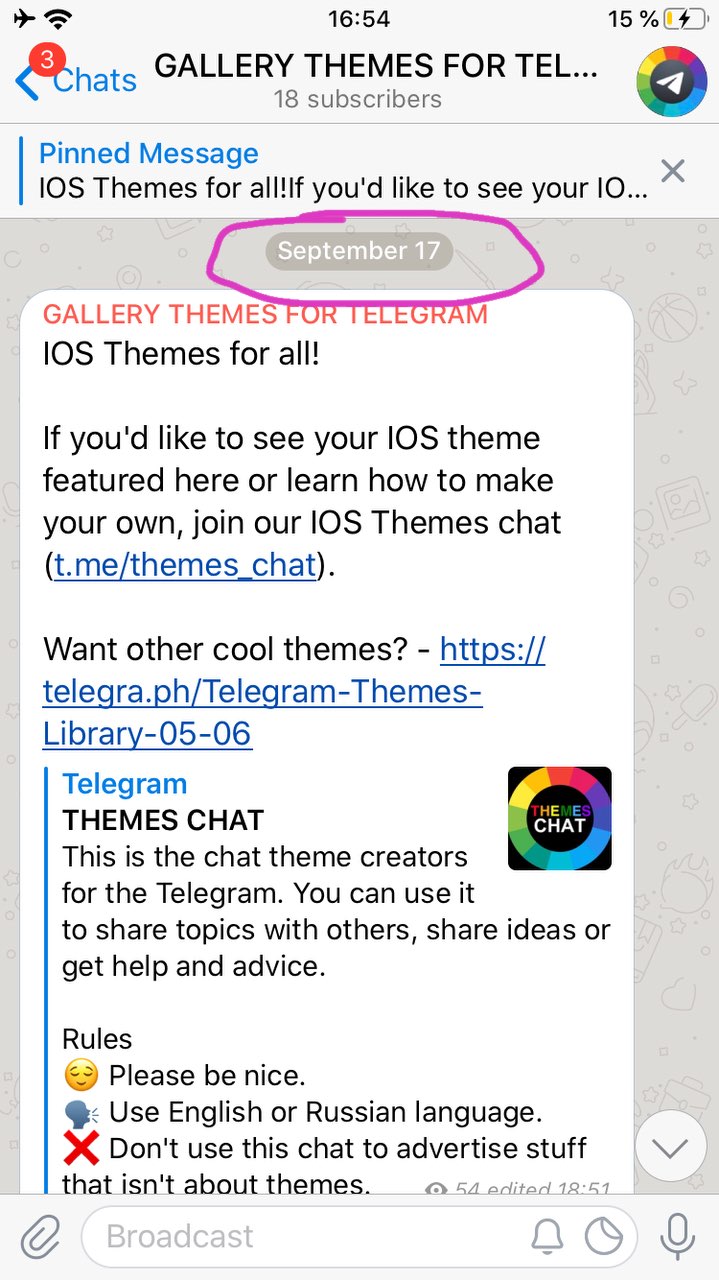 16:54
15 %
3
Chats
GALLERY THEMES FOR TEL...
18 subscribers
Pinned Message
IOS Themes for all!If you'd like to see your IO...
September 17
GALLERY THEMES FOR TELEGRAM
IOS Themes for all!
If you'd like to see your IOS theme
featured here or learn how to make
your own, join our IOS Themes chat
(t.me/themes_chat).
Want other cool themes? - https://
telegra.ph/Telegram-Themes-
Library-05-06
Telegram
THEMES CHAT
THEMES
CHAT
This is the chat theme creators
for the Telegram. You can use it
to share topics with others, share ideas or
get help and advice.
Rules
😌 Please be nice.
🗣 Use English or Russian language.
❌ Don't use this chat to advertise stuff
that isn't about themes.
54 edited 18:51
Broadcast